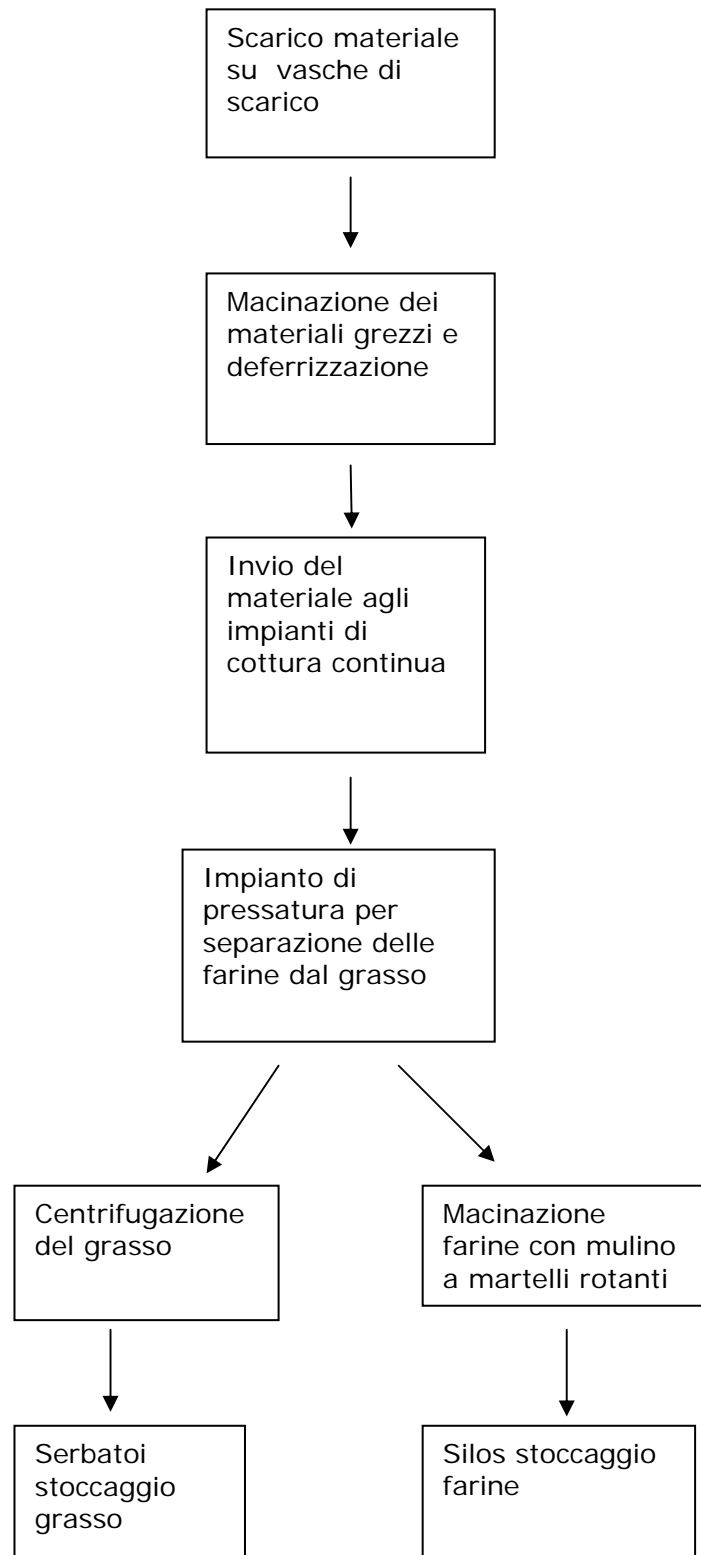 Scarico materiale
su vasche di
scarico
Macinazione dei
materiali grezzi e
deferrizzazione
Invio del
materiale agli
impianti di
cottura continua
Impianto di
pressatura per
separazione delle
farine dal grasso
Centrifugazione
del grasso
Macinazione
farine con mulino
a martelli rotanti
Serbatoi
stoccaggio
grasso
Silos stoccaggio
farine